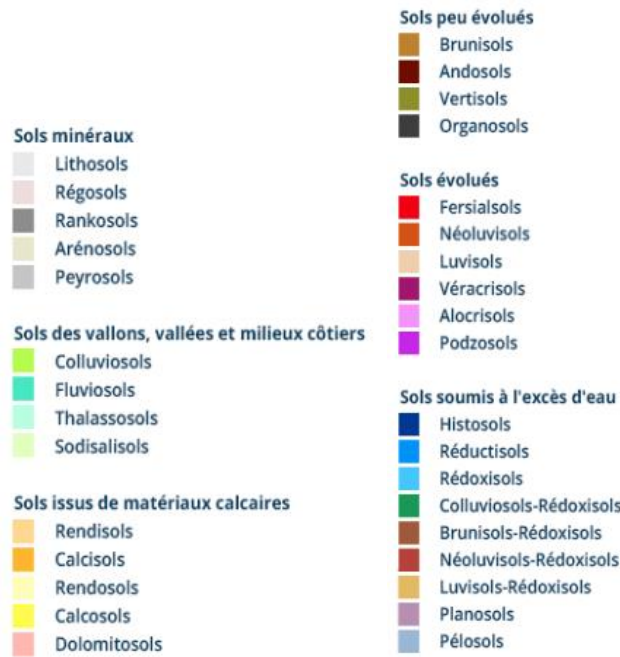 Sols minéraux
Lithosols
Régosols
Rankosols
Arénosols
Peyrosols
Sols des vallons, vallées et milieux côtiers
Colluviosols
Fluviosols
Thalassosols
Sodisalisols
Sols issus de matériaux calcaires
Rendisols
Calcisols
Rendosols
Calcosols
Dolomitosols
Sols peu évolués
Brunisols
Andosols
Vertisols
Organosols
Sols évolués
Fersialsols
Néoluvisols
Luvisols
Véracrisols
Alocrisols
Podzosols
Sols soumis à l'excès d'eau
Histosols
Réductisols
Rédoxisols
Colluviosols-Rédoxisols
Brunisols-Rédoxisols
Néoluvisols-Rédoxisols
Luvisols-Rédoxisols
Planosols
Pélosols